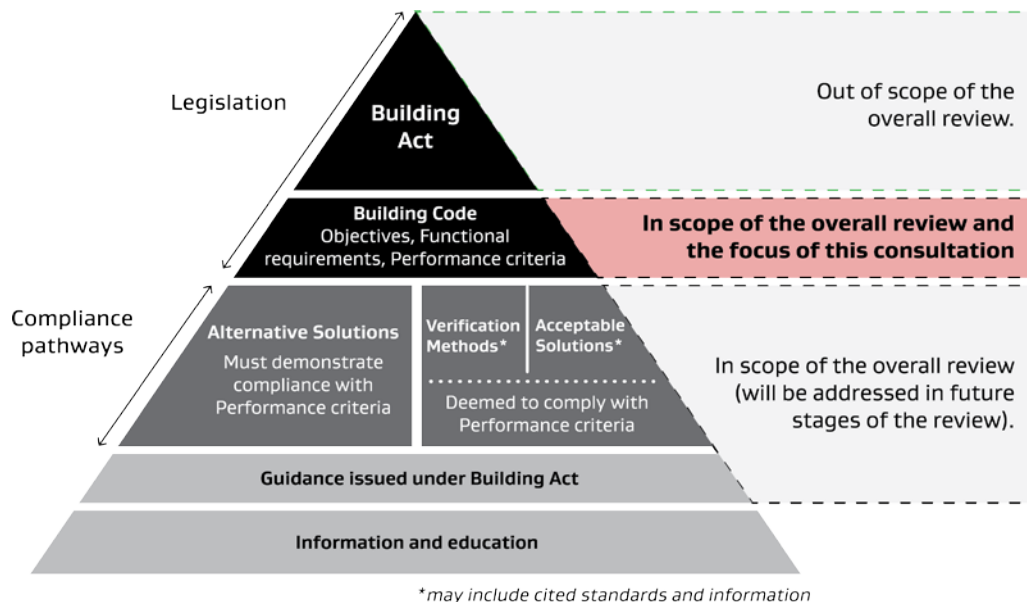 Legislation
Building
Act
Out of scope of the
overall review.
Building Code
Objectives, Functional
requirements, Performance criteria
In scope of the overall review and
the focus of this consultation
Compliance
pathways
Alternative Solutions
Must demonstrate
compliance with
Performance criteria
Verification
Methods*
Acceptable
Solutions*
Deemed to comply with
Performance criteria
In scope of the overall review
(will be addressed in future
stages of the review).
Guidance issued under Building Act
Information and education
*may include cited standards and information